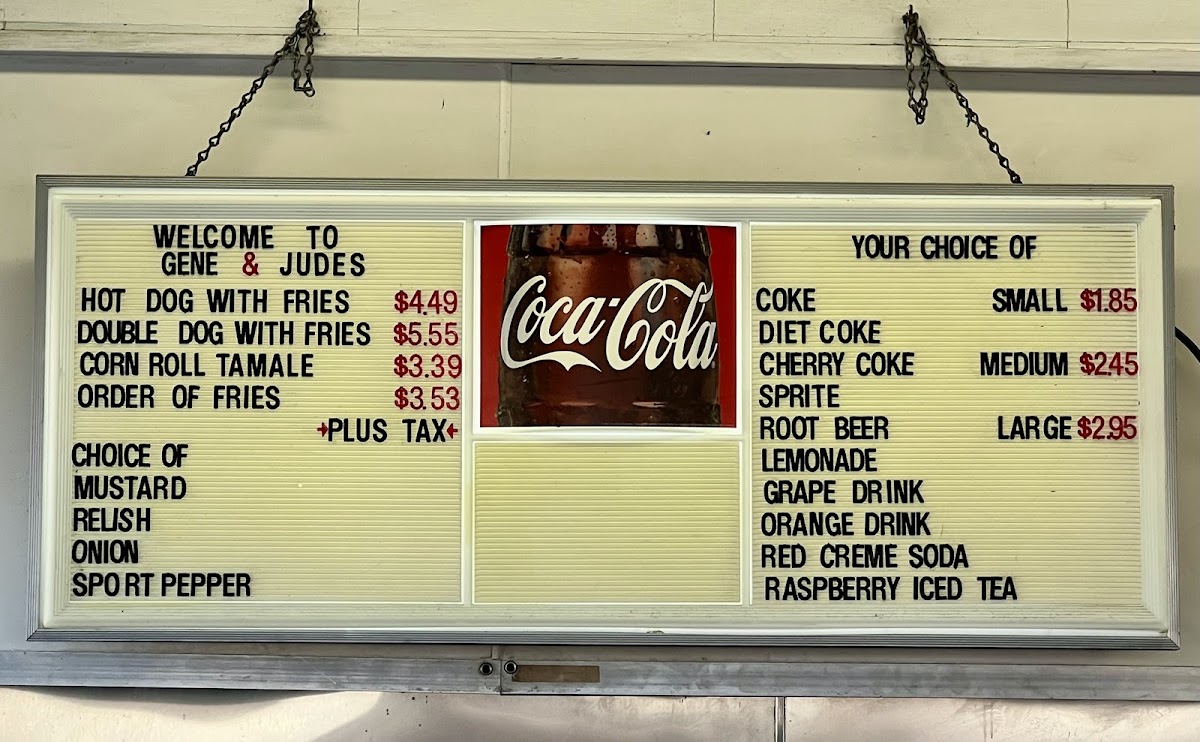 WELCOME TO
GENE & JUDES
HOT DOG WITH FRIES $4.49
DOUBLE DOG WITH FRIES $5.55
CORN ROLL TAMALE $3.39
ORDER OF FRIES $3.53
PLUS TAX
CHOICE OF
MUSTARD
RELISH
ONION
SPORT PEPPER
Coca-Cola
YOUR CHOICE OF
COKE SMALL $1.85
DIET COKE
CHERRY COKE MEDIUM $2.45
SPRITE
ROOT BEER LARGE $2.95
LEMONADE
GRAPE DRINK
ORANGE DRINK
RED CREME SODA
RASPBERRY ICED TEA